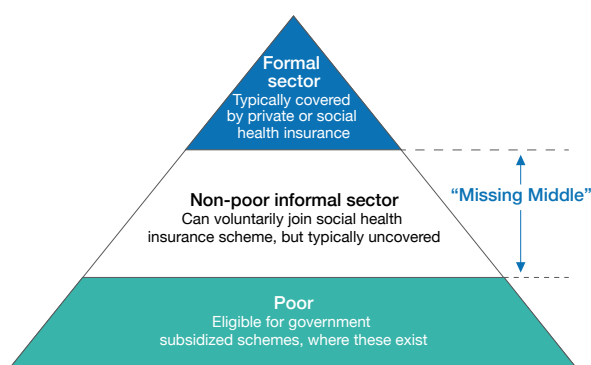 Formal
sector
Typically covered
by private or social
health insurance
Non-poor informal sector
Can voluntarily join social health
insurance scheme, but typically uncovered
“Missing Middle”
Poor
Eligible for government
subsidized schemes, where these exist